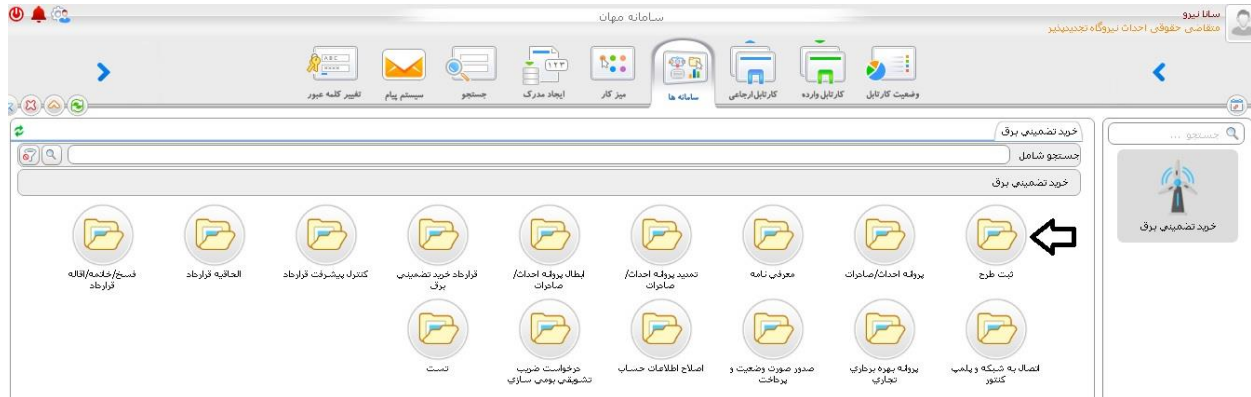 سامانه مهان
سانا نیرو
متقاضی حقوقی احداث نیروگاه تجدیدپذیر
وضعیت کارتابل
کارتابل وارده
کارتابل ارجاعی
سامانه ها
میز کار
ایجاد مدرک
جستجو
سیستم پیام
تغییر کلمه عبور
جستجو ...
خرید تضمینی برق
خرید تضمینی برق
جستجو شامل
خرید تضمینی برق
ثبت طرح
پروانه احداث/صادرات
معرفی نامه
تمدید پروانه احداث/
صادرات
ابطال پروانه احداث/
صادرات
قرارداد خرید تضمینی
برق
کنترل پیشرفت قرارداد
الحاقیه قرارداد
فسخ/خاتمه/اقاله
قرارداد
اتصال به شبکه و پلمپ
کنتور
پروانه بهره برداري
تجاري
صدور صورت وضعیت و
پرداخت
اصلاح اطلاعات حساب
درخواست ضریب
تشویقی بومی سازي
تست